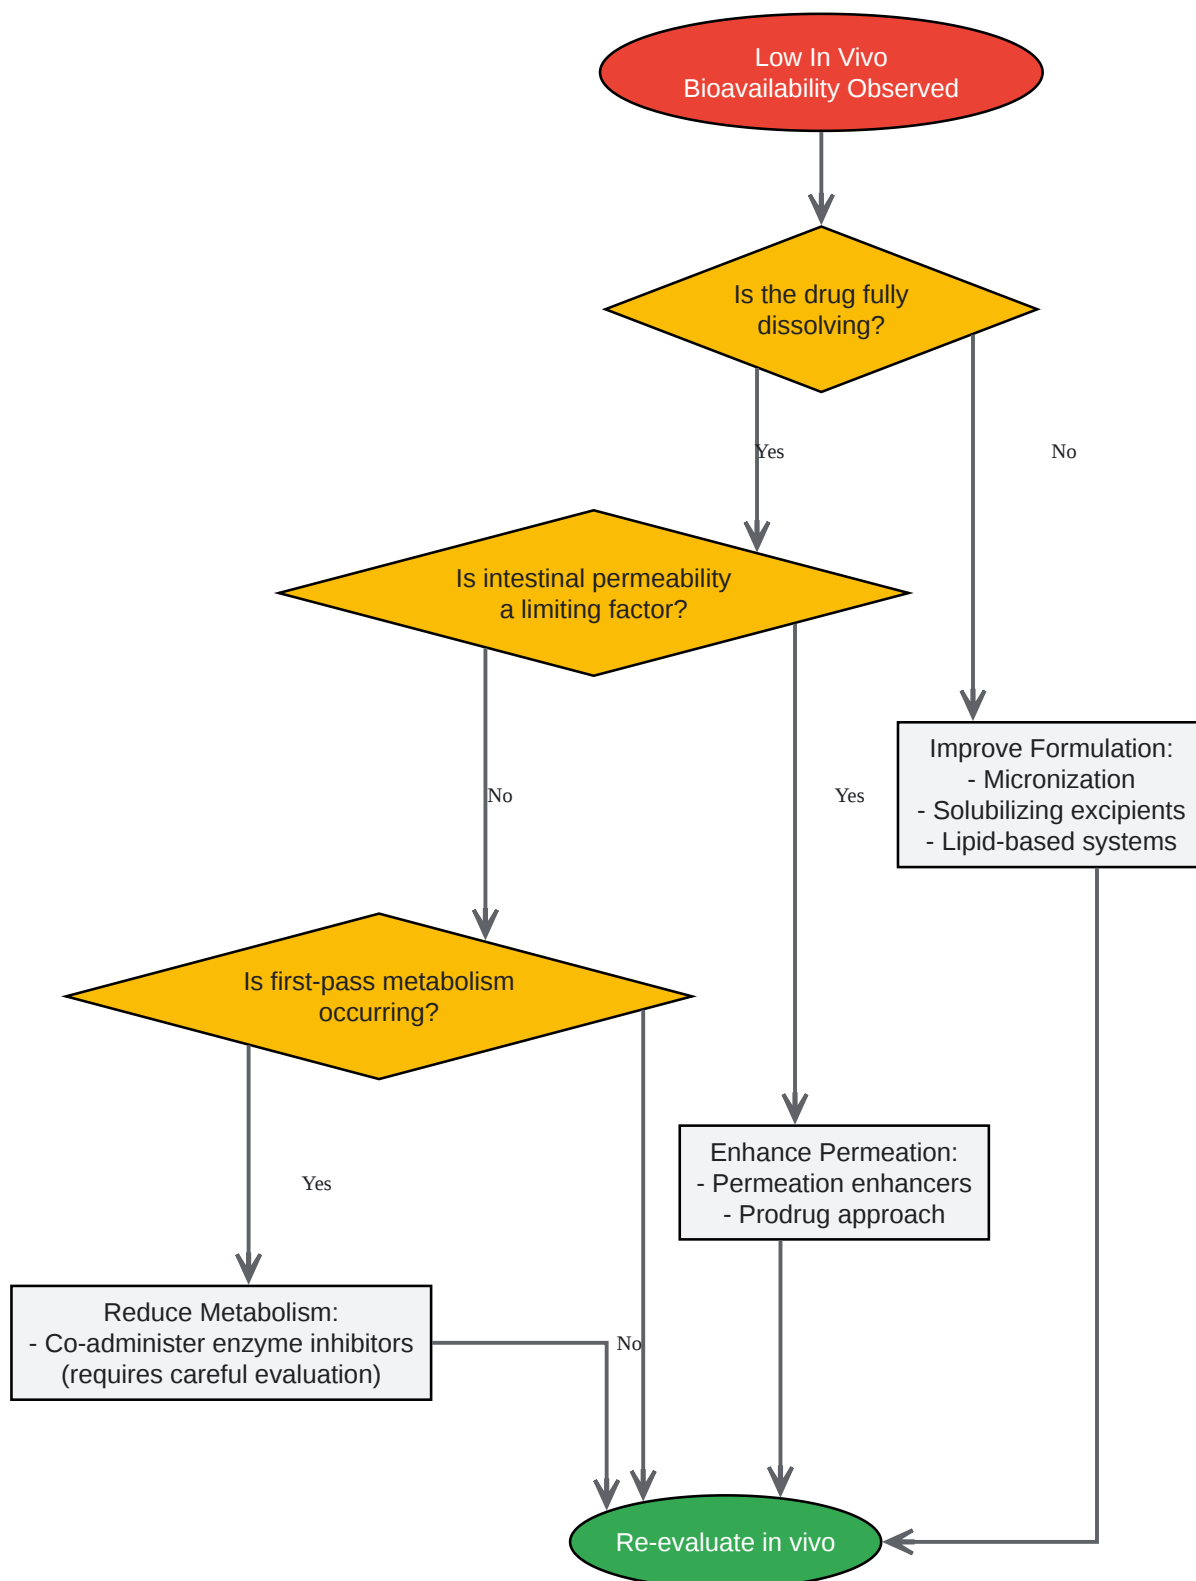 Low In Vivo
Bioavailability Observed
Is the drug fully
dissolving?
Yes
No
Is intestinal permeability
a limiting factor?
Improve Formulation:
- Micronization
- Solubilizing excipients
- Lipid-based systems
No
Yes
Is first-pass metabolism
occurring?
Enhance Permeation:
- Permeation enhancers
- Prodrug approach
Yes
Reduce Metabolism:
- Co-administer enzyme inhibitors
(requires careful evaluation)
No
Re-evaluate in vivo